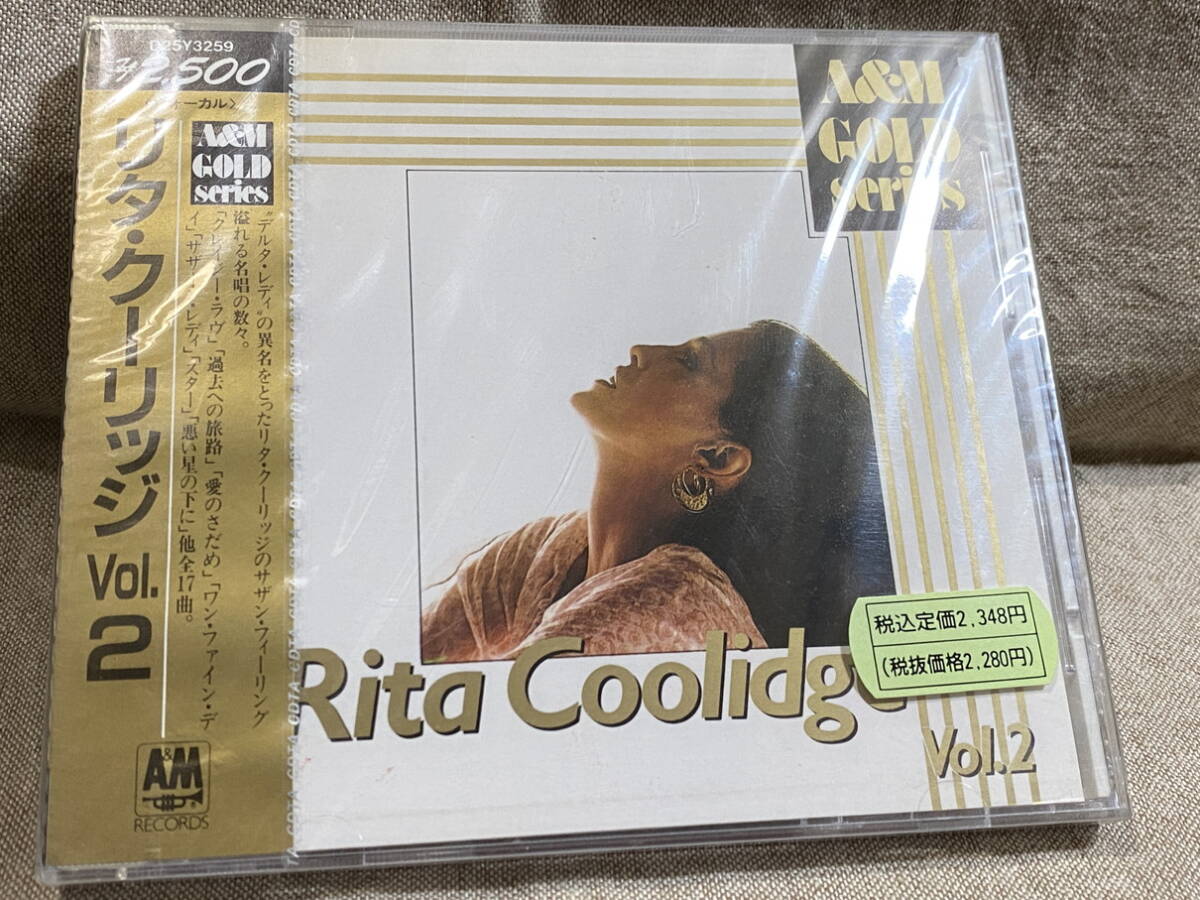 D25Y3259
¥2,500
リタ・クーリッジ Vol. 2
A&M
GOLD
series
“デルタ・レディ”の異名をとったリタ・クーリッジのサザン・フィーリング
溢れる名唱の数々。
「クレイジー・ラヴ」「過去への旅路」「愛のさだめ」「ワン・ファイン・デ
イ」「サザン・レディ」「スター」「悪い星の下に」他全17曲。
A&M
RECORDS
A&M
GOLD
series
税込定価2,348円
(税抜価格2,280円)
Rita Coolidge
Vol.2